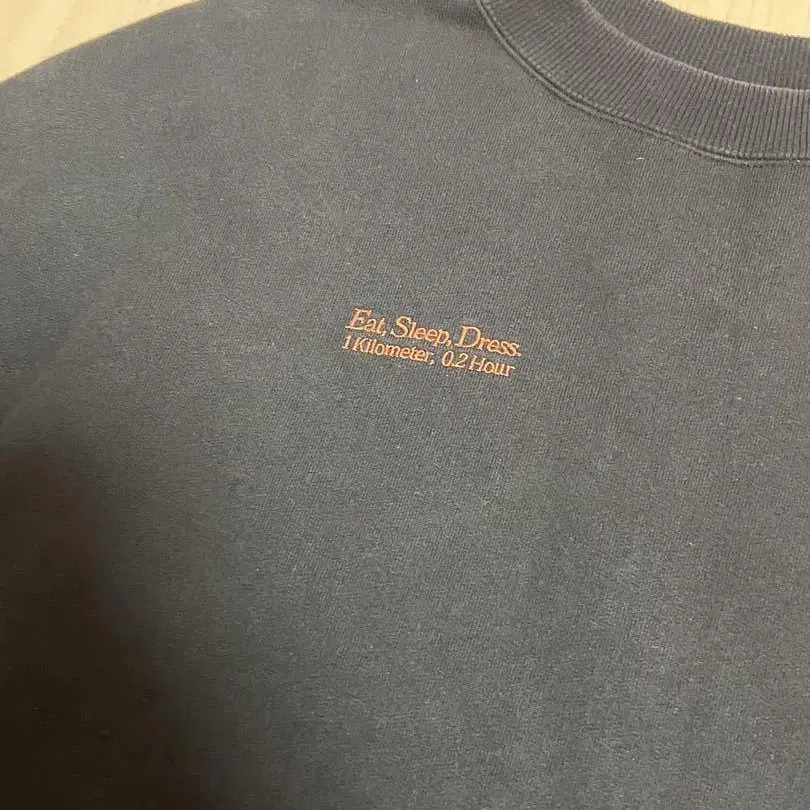 Eat, Sleep, Dress.
1 Kilometer, 0.2 Hour